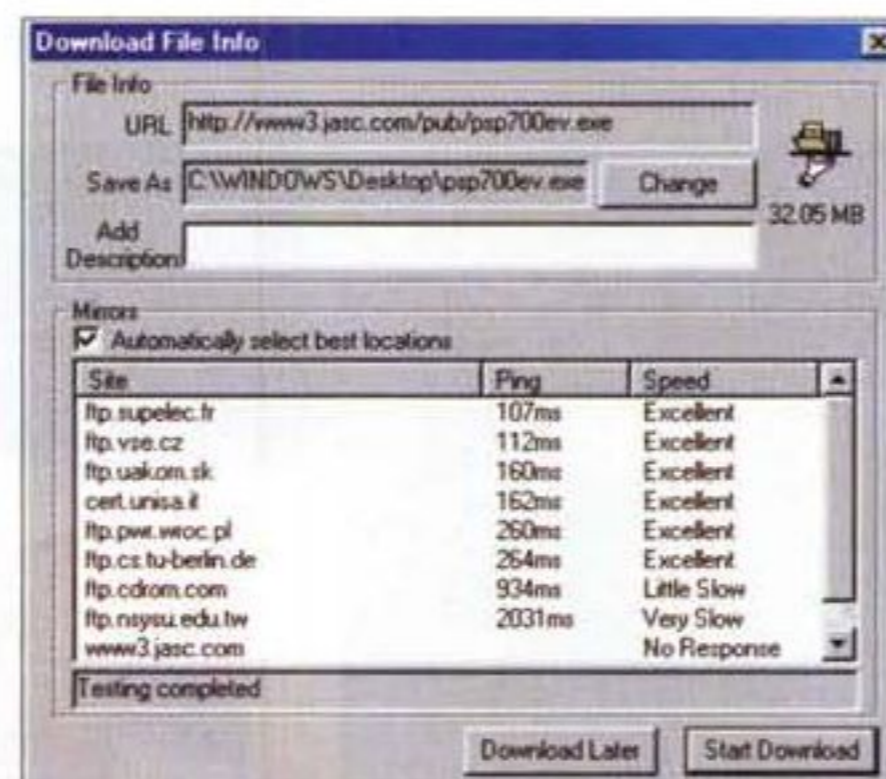 Download File Info
File Info
URL http://www3.jasc.com/pub/psp700ev.exe
Save As C:\WINDOWS\Desktop\psp700ev.exe Change
32.05 MB
Add Description
Mirrors
Automatically select best locations
Site Ping Speed
ftp.supelec.fr 107ms Excellent
ftp.vse.cz 112ms Excellent
ftp.uakom.sk 160ms Excellent
cert.unisa.it 162ms Excellent
ftp.pwr.wroc.pl 260ms Excellent
ftp.cs.tu-berlin.de 264ms Excellent
ftp.cdrom.com 934ms Little Slow
ftp.nsysu.edu.tw 2031ms Very Slow
www3.jasc.com No Response
Testing completed
Download Later Start Download